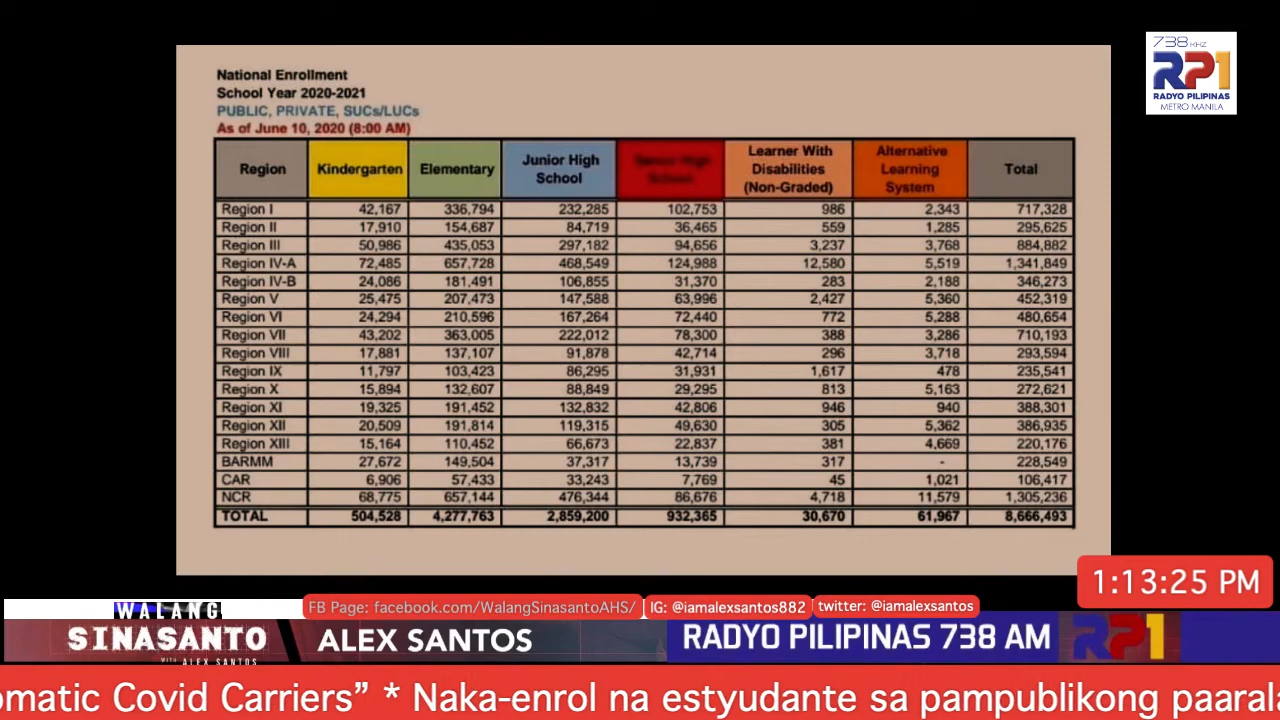 738 KHZ
RP1
RADYO PILIPINAS
METRO MANILA
National Enrollment
School Year 2020-2021
PUBLIC, PRIVATE, SUCs/LUCs
As of June 10, 2020 (8:00 AM)
Region Kindergarten Elementary Junior High School Senior High School Learner With Disabilities (Non-Graded) Alternative Learning System Total
Region I 42,167 336,794 232,285 102,753 986 2,343 717,328
Region II 17,910 154,687 84,719 36,465 559 1,285 295,625
Region III 50,986 435,053 297,182 94,656 3,237 3,768 884,882
Region IV-A 72,485 657,728 468,549 124,988 12,580 5,519 1,341,849
Region IV-B 24,086 181,491 106,855 31,370 283 2,188 346,273
Region V 25,475 207,473 147,588 63,996 2,427 5,360 452,319
Region VI 24,294 210,596 167,264 72,440 772 5,288 480,654
Region VII 43,202 363,005 222,012 78,300 388 3,286 710,193
Region VIII 17,881 137,107 91,878 42,714 296 3,718 293,594
Region IX 11,797 103,423 86,295 31,931 1,617 478 235,541
Region X 15,894 132,607 88,849 29,295 813 5,163 272,621
Region XI 19,325 191,452 132,832 42,806 946 940 388,301
Region XII 20,509 191,814 119,315 49,630 305 5,362 386,935
Region XIII 15,164 110,452 66,673 22,837 381 4,669 220,176
BARMM 27,672 149,504 37,317 13,739 317 - 228,549
CAR 6,906 57,433 33,243 7,769 45 1,021 106,417
NCR 68,775 657,144 476,344 86,676 4,718 11,579 1,305,236
TOTAL 504,528 4,277,763 2,859,200 932,365 30,670 61,967 8,666,493
1:13:25 PM
FB Page: facebook.com/WalangSinasantoAHS/ IG: @iamalexsantos882 twitter: @iamalexsantos
WALANG
SINASANTO
WITH ALEX SANTOS
ALEX SANTOS
RADYO PILIPINAS 738 AM
RP1
omatic Covid Carriers” * Naka-enrol na estyudante sa pampublikong paarala